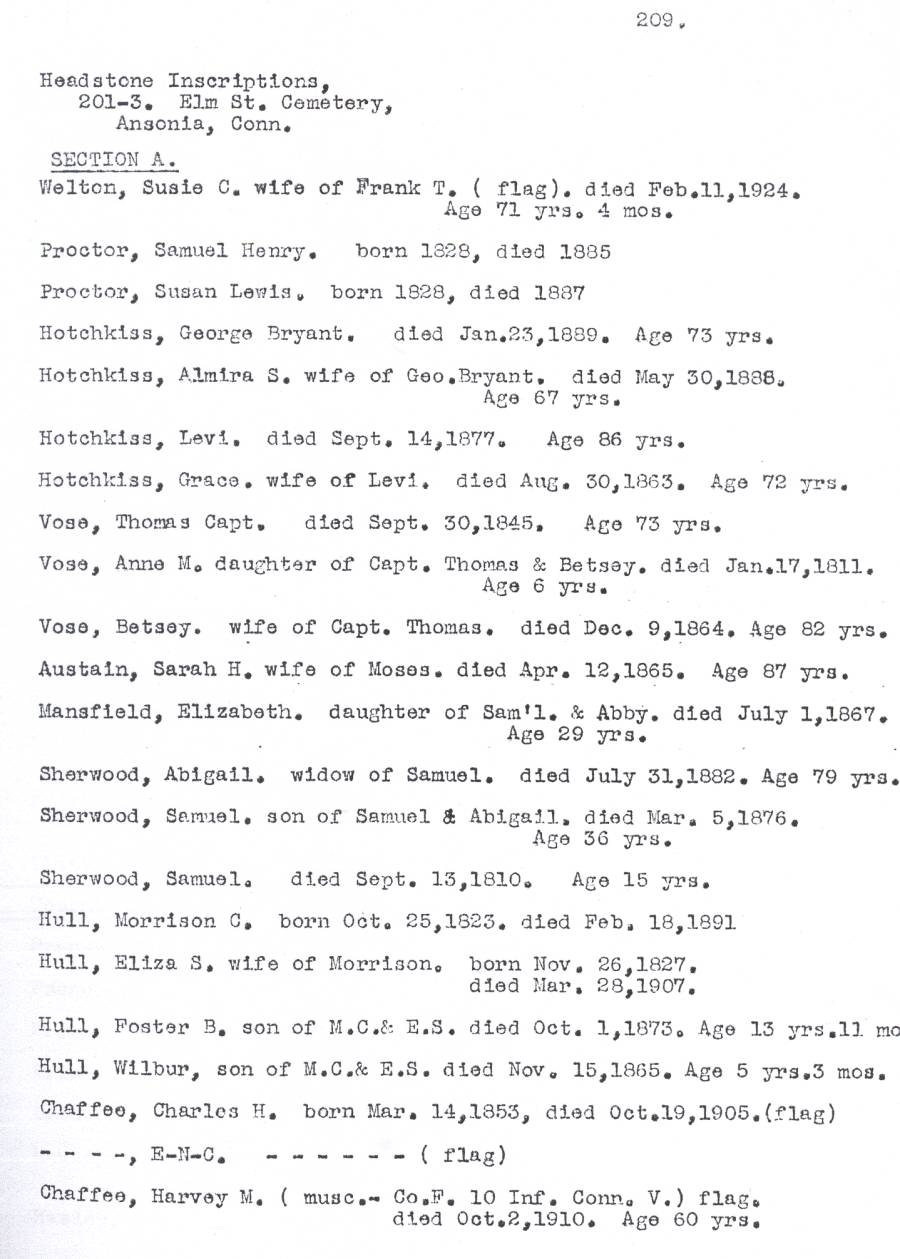 209.
Headstone Inscriptions,
201-3. Elm St. Cemetery,
Ansonia, Conn.
SECTION A.
Welton, Susie C. wife of Frank T. ( flag). died Feb.11,1924.
Age 71 yrs. 4 mos.
Proctor, Samuel Henry. born 1828, died 1885
Proctor, Susan Lewis. born 1828, died 1887
Hotchkiss, George Bryant. died Jan.23,1889. Age 73 yrs.
Hotchkiss, Almira S. wife of Geo.Bryant. died May 30,1888.
Age 67 yrs.
Hotchkiss, Levi. died Sept. 14,1877. Age 86 yrs.
Hotchkiss, Grace. wife of Levi. died Aug. 30,1863. Age 72 yrs.
Vose, Thomas Capt. died Sept. 30,1845. Age 73 yrs.
Vose, Anne M. daughter of Capt. Thomas & Betsey. died Jan.17,1811.
Age 6 yrs.
Vose, Betsey. wife of Capt. Thomas. died Dec. 9,1864. Age 82 yrs.
Austain, Sarah H. wife of Moses. died Apr. 12,1865. Age 87 yrs.
Mansfield, Elizabeth. daughter of Sam'l. & Abby. died July 1,1867.
Age 29 yrs.
Sherwood, Abigail. widow of Samuel. died July 31,1882. Age 79 yrs.
Sherwood, Samuel. son of Samuel & Abigail. died Mar. 5,1876.
Age 36 yrs.
Sherwood, Samuel. died Sept. 13,1810. Age 15 yrs.
Hull, Morrison C. born Oct. 25,1823. died Feb. 18,1891
Hull, Eliza S. wife of Morrison. born Nov. 26,1827.
died Mar. 28,1907.
Hull, Foster B. son of M.C.& E.S. died Oct. 1,1873. Age 13 yrs.11 mo
Hull, Wilbur, son of M.C.& E.S. died Nov. 15,1865. Age 5 yrs.3 mos.
Chaffee, Charles H. born Mar. 14,1853, died Oct.19,1905.(flag)
- - - -, E-N-C. - - - - - - ( flag)
Chaffee, Harvey M. ( musc.- Co.F. 10 Inf. Conn. V.) flag.
died Oct.2,1910. Age 60 yrs.